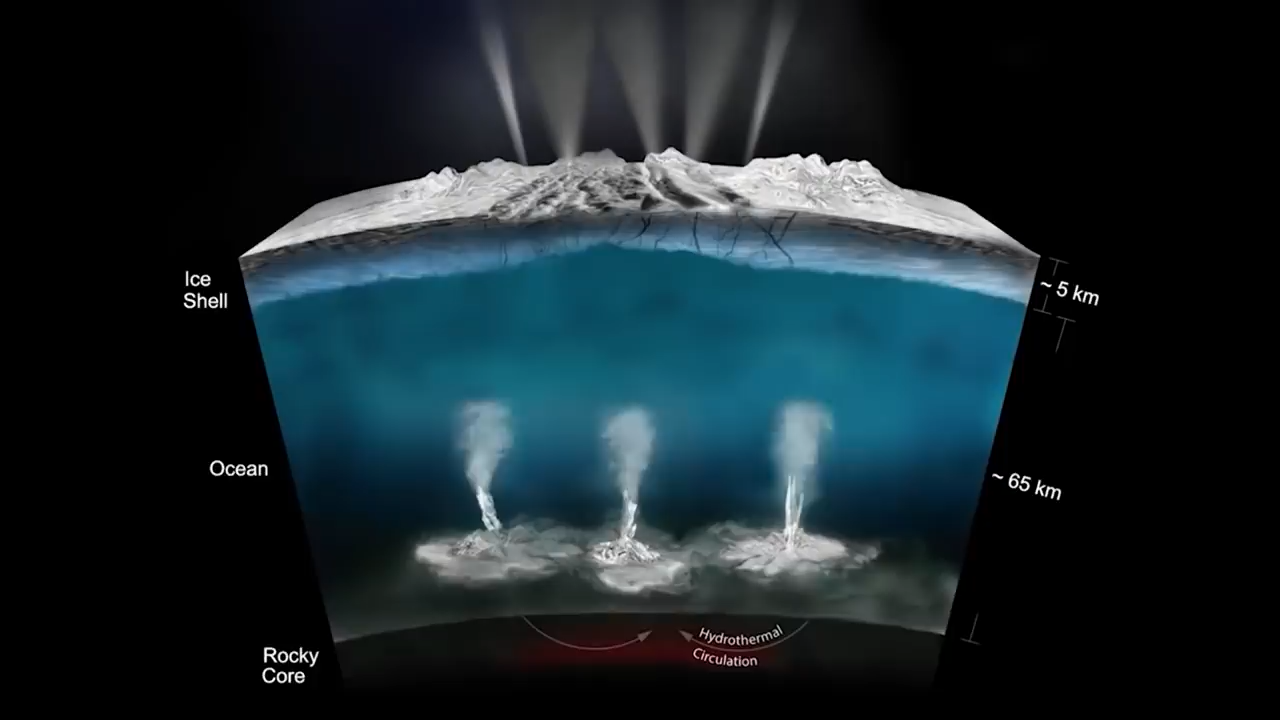 Ice
Shell
~ 5 km
Ocean
~ 65 km
Hydrothermal
Circulation
Rocky
Core